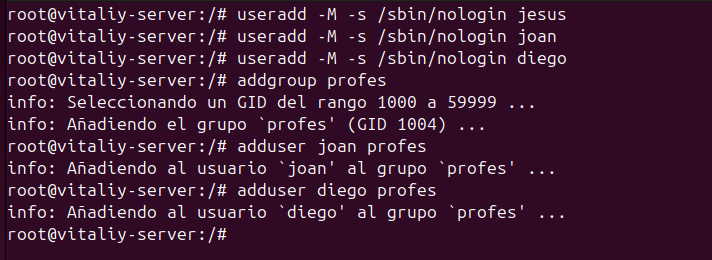 root@vitaliy-server:/# useradd -M -s /sbin/nologin jesus
root@vitaliy-server:/# useradd -M -s /sbin/nologin joan
root@vitaliy-server:/# useradd -M -s /sbin/nologin diego
root@vitaliy-server:/# addgroup profes
info: Seleccionando un GID del rango 1000 a 59999 ...
info: Añadiendo el grupo `profes' (GID 1004) ...
root@vitaliy-server:/# adduser joan profes
info: Añadiendo al usuario `joan' al grupo `profes' ...
root@vitaliy-server:/# adduser diego profes
info: Añadiendo al usuario `diego' al grupo `profes' ...
root@vitaliy-server:/#